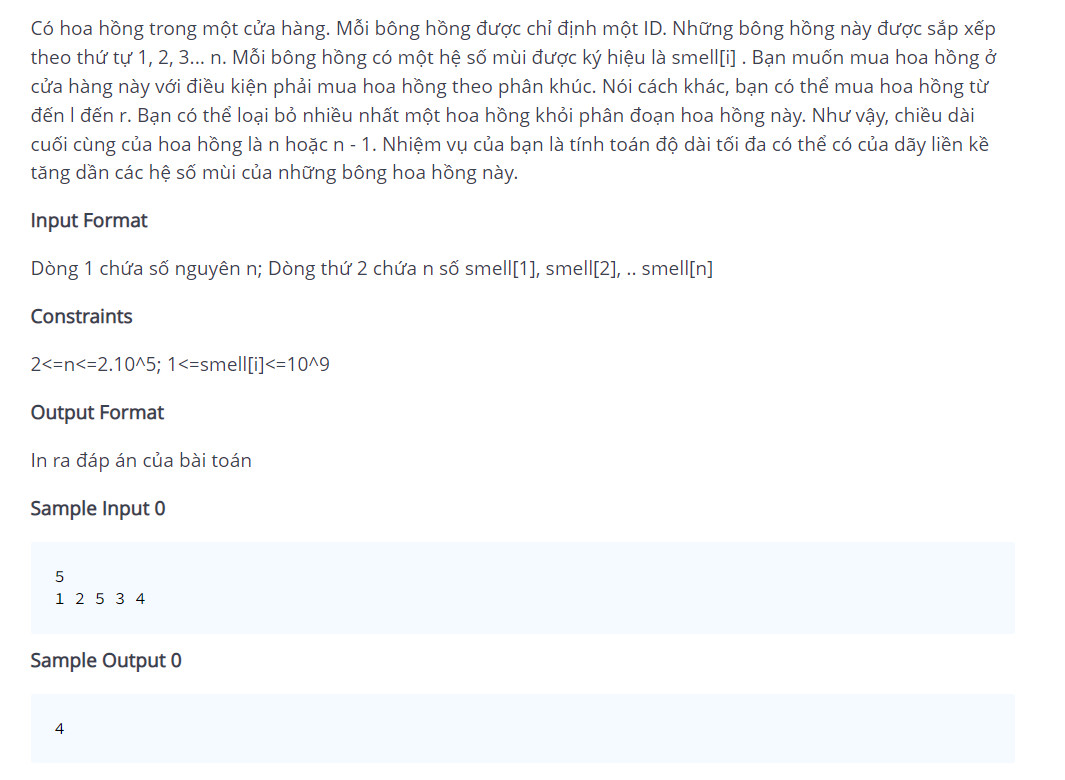 Có hoa hồng trong một cửa hàng. Mỗi bông hồng được chỉ định một ID. Những bông hồng này được sắp xếp
theo thứ tự 1, 2, 3... n. Mỗi bông hồng có một hệ số mùi được ký hiệu là smell[i] . Bạn muốn mua hoa hồng ở
cửa hàng này với điều kiện phải mua hoa hồng theo phân khúc. Nói cách khác, bạn có thể mua hoa hồng từ
đến l đến r. Bạn có thể loại bỏ nhiều nhất một hoa hồng khỏi phân đoạn hoa hồng này. Như vậy, chiều dài
cuối cùng của hoa hồng là n hoặc n - 1. Nhiệm vụ của bạn là tính toán độ dài tối đa có thể có của dãy liền kề
tăng dần các hệ số mùi của những bông hoa hồng này.
Input Format
Dòng 1 chứa số nguyên n; Dòng thứ 2 chứa n số smell[1], smell[2], .. smell[n]
Constraints
2<=n<=2.10^5; 1<=smell[i]<=10^9
Output Format
In ra đáp án của bài toán
Sample Input 0
5
1 2 5 3 4
Sample Output 0
4